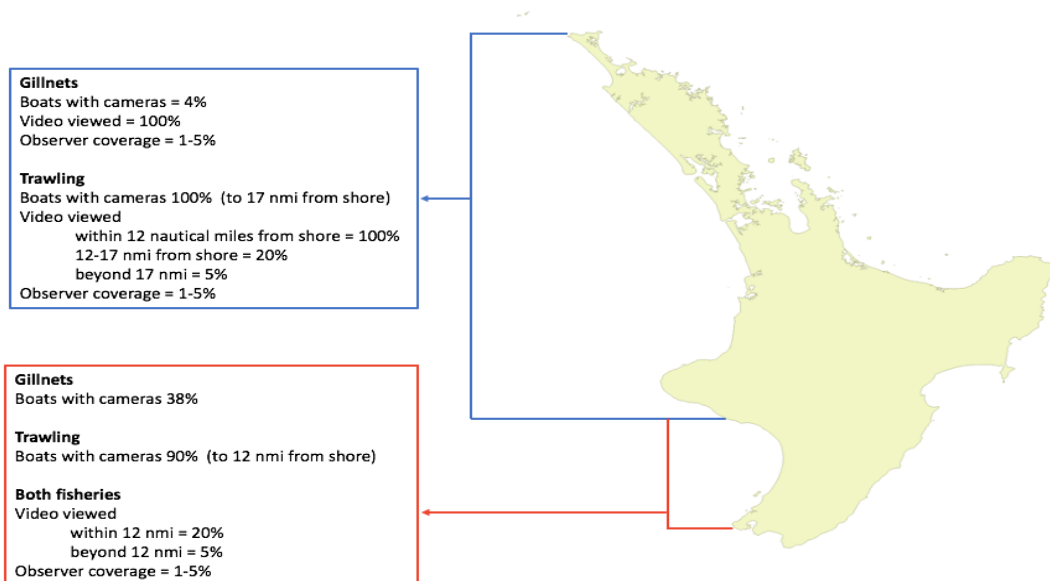 Gillnets
Boats with cameras = 4%
Video viewed = 100%
Observer coverage = 1-5%
Trawling
Boats with cameras 100% (to 17 nmi from shore)
Video viewed
within 12 nautical miles from shore = 100%
12-17 nmi from shore = 20%
beyond 17 nmi = 5%
Observer coverage = 1-5%
Gillnets
Boats with cameras 38%
Trawling
Boats with cameras 90% (to 12 nmi from shore)
Both fisheries
Video viewed
within 12 nmi = 20%
beyond 12 nmi = 5%
Observer coverage = 1-5%